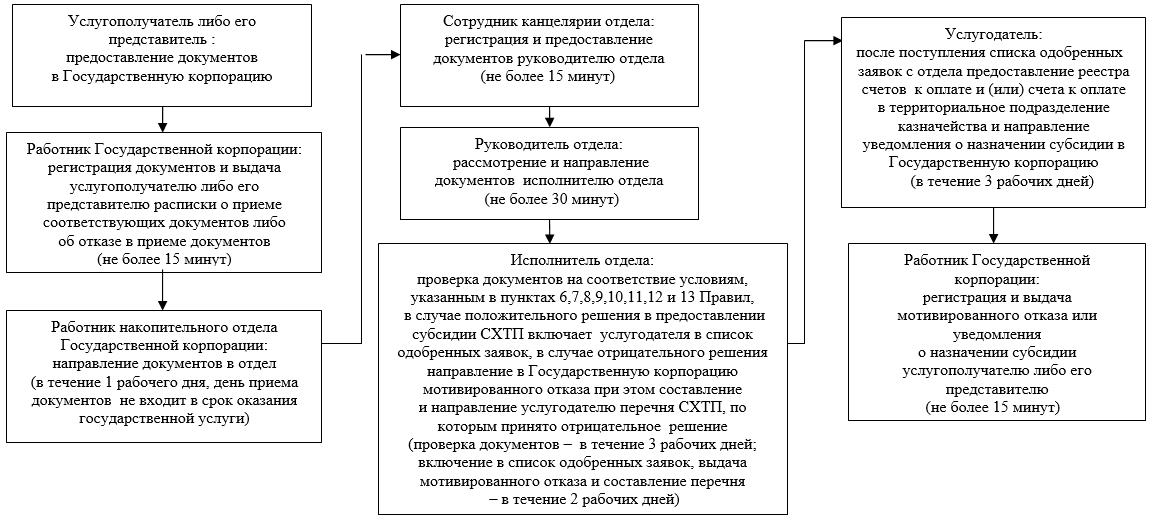 Услугополучатель либо его
представитель :
предоставление документов
в Государственную корпорацию
Работник Государственной корпорации:
регистрация документов и выдача
услугополучателю либо его
представителю расписки о приеме
соответствующих документов либо
об отказе в приеме документов
(не более 15 минут)
Работник накопительного отдела
Государственной корпорации:
направление документов в отдел
(в течение 1 рабочего дня, день приема
документов не входит в срок оказания
государственной услуги)
Сотрудник канцелярии отдела:
регистрация и предоставление
документов руководителю отдела
(не более 15 минут)
Руководитель отдела:
рассмотрение и направление
документов исполнителю отдела
(не более 30 минут)
Исполнитель отдела:
проверка документов на соответствие условиям,
указанным в пунктах 6,7,8,9,10,11,12 и 13 Правил,
в случае положительного решения в предоставлении
субсидии СХТП включает услугодателя в список
одобренных заявок, в случае отрицательного решения
направление в Государственную корпорацию
мотивированного отказа при этом составление
и направление услугодателю перечня СХТП, по
которым принято отрицательное решение
(проверка документов – в течение 3 рабочих дней;
включение в список одобренных заявок, выдача
мотивированного отказа и составление перечня
– в течение 2 рабочих дней)
Услугодатель:
после поступления списка одобренных
заявок с отдела предоставление реестра
счетов к оплате и (или) счета к оплате
в территориальное подразделение
казначейства и направление
уведомления о назначении субсидии в
Государственную корпорацию
(в течение 3 рабочих дней)
Работник Государственной
корпорации:
регистрация и выдача
мотивированного отказа или
уведомления
о назначении субсидии
услугополучателю либо его
представителю
(не более 15 минут)